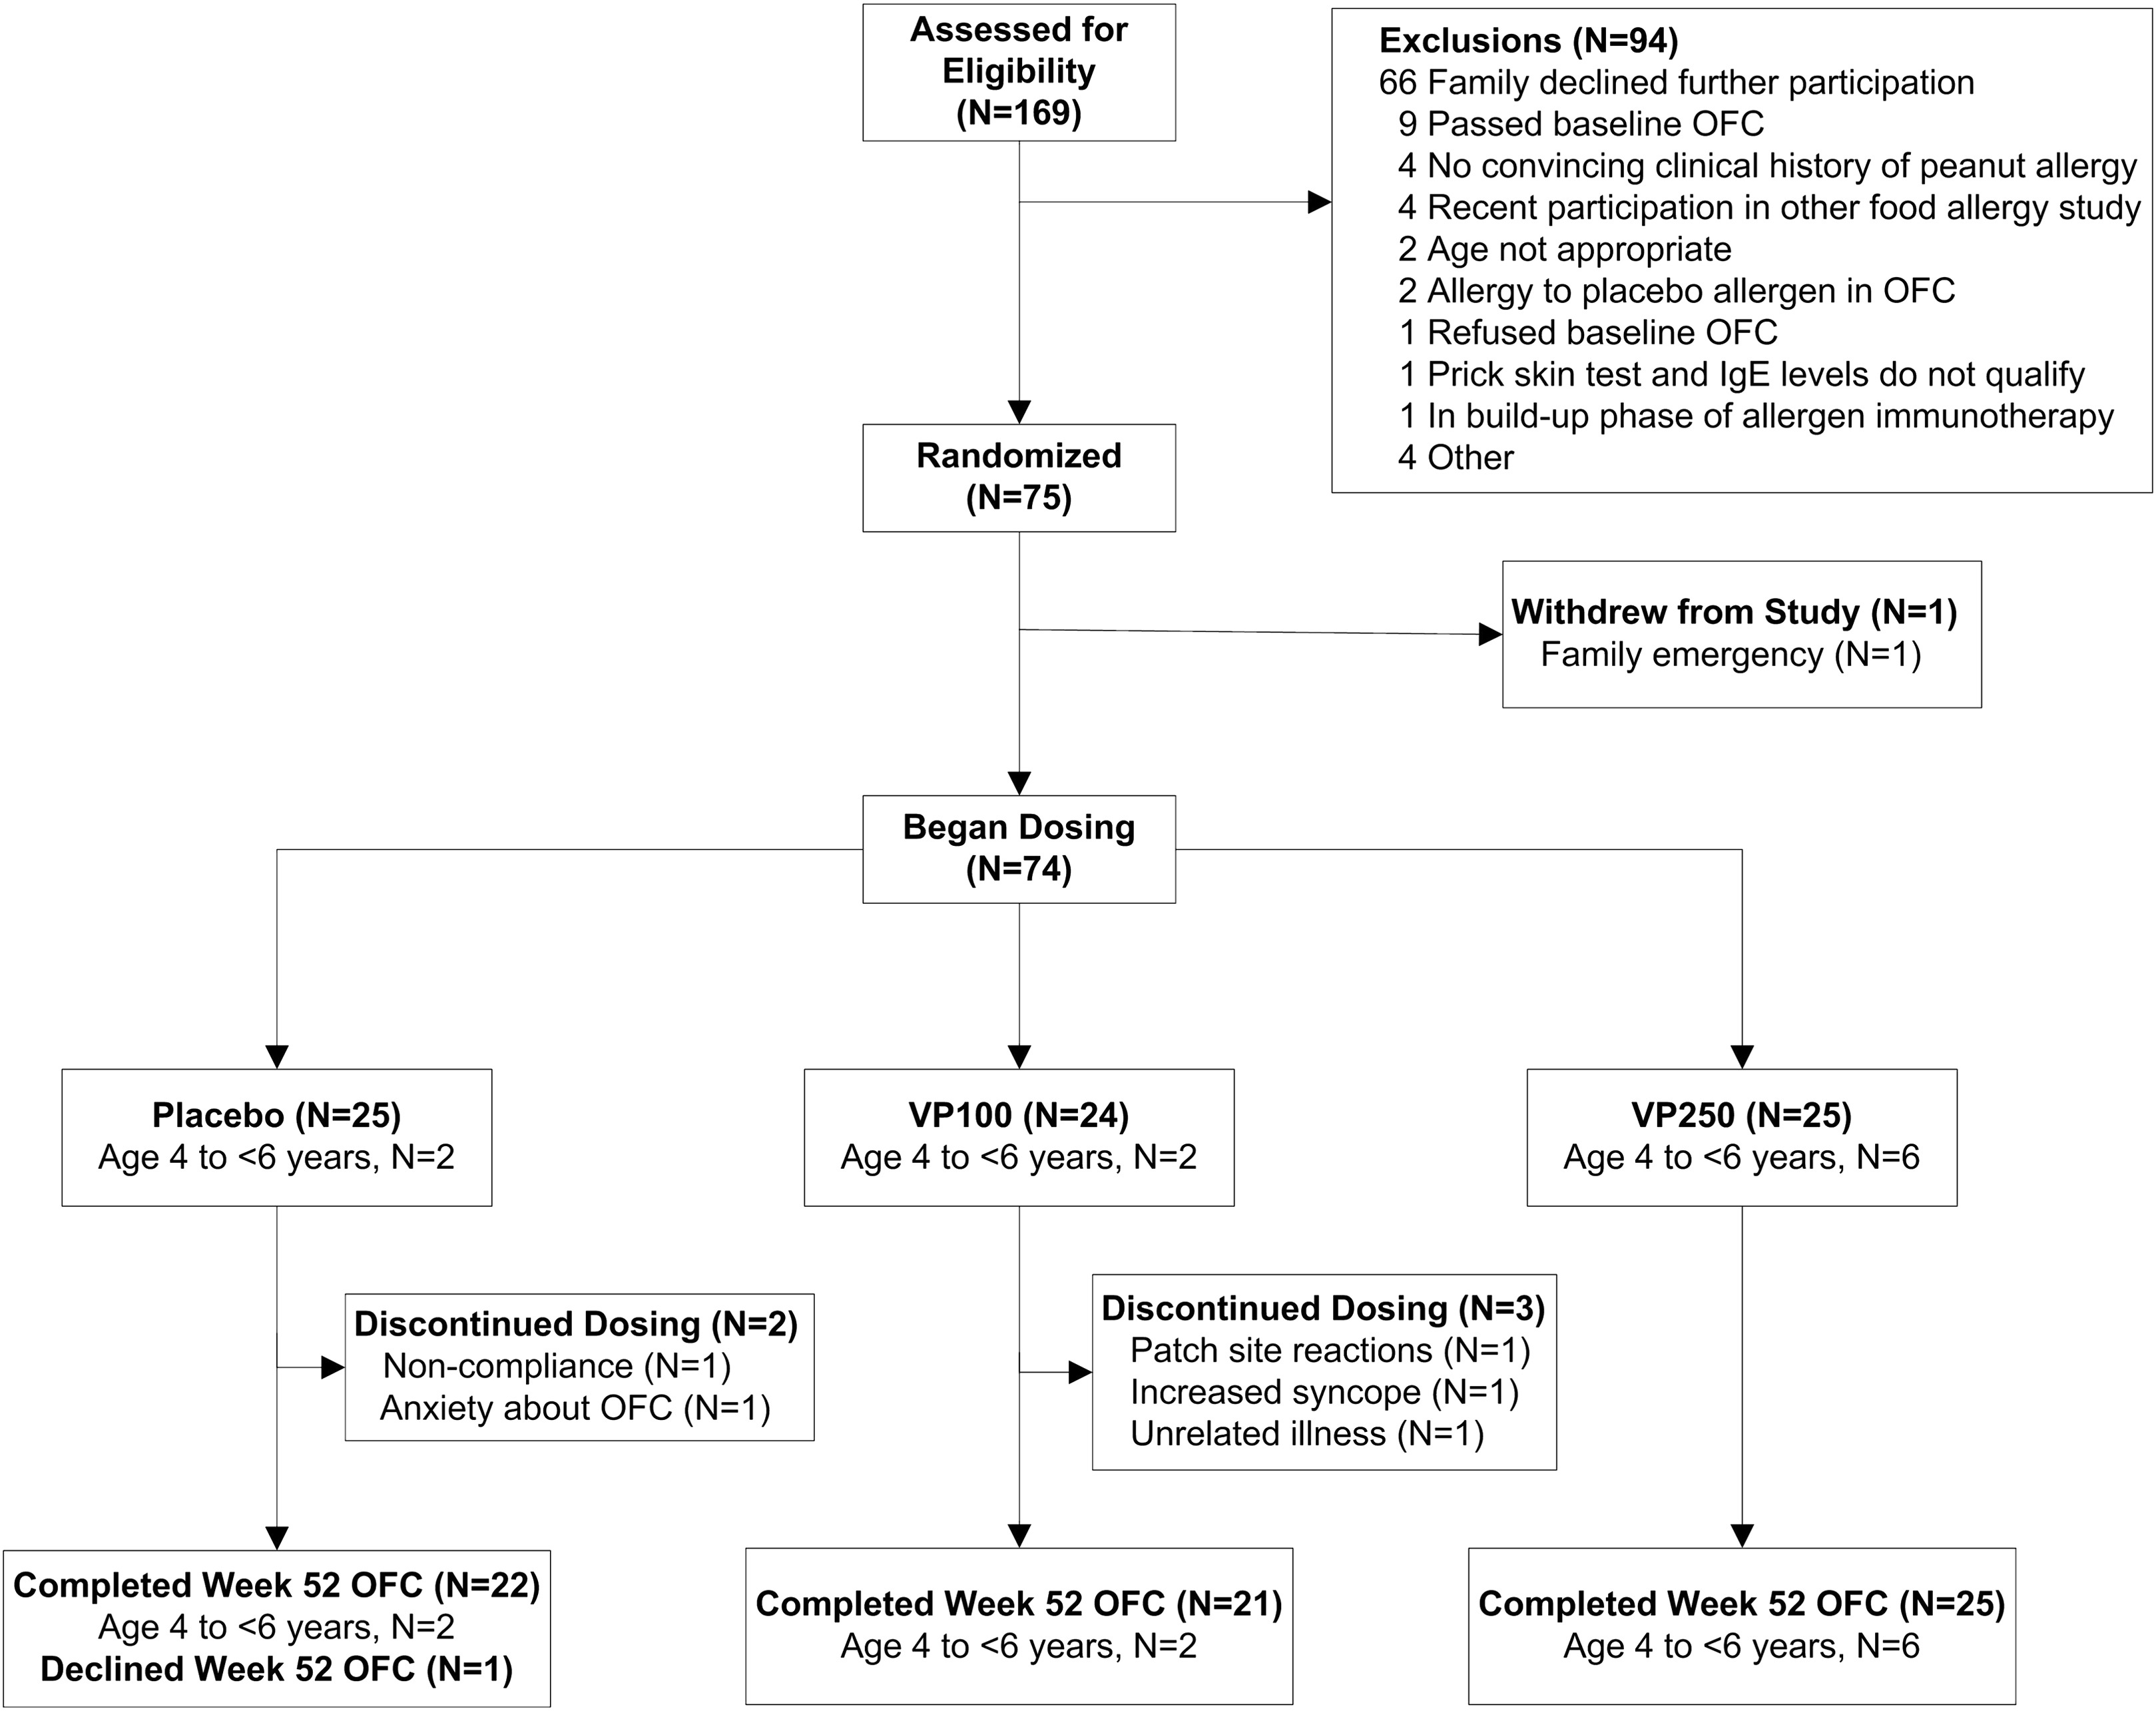 Assessed for
Eligibility
(N=169)
Exclusions (N=94)
66 Family declined further participation
9 Passed baseline OFC
4 No convincing clinical history of peanut allergy
4 Recent participation in other food allergy study
2 Age not appropriate
2 Allergy to placebo allergen in OFC
1 Refused baseline OFC
1 Prick skin test and IgE levels do not qualify
1 In build-up phase of allergen immunotherapy
4 Other
Randomized
(N=75)
Withdrew from Study (N=1)
Family emergency (N=1)
Began Dosing
(N=74)
Placebo (N=25)
Age 4 to <6 years, N=2
VP100 (N=24)
Age 4 to <6 years, N=2
VP250 (N=25)
Age 4 to <6 years, N=6
Discontinued Dosing (N=2)
Non-compliance (N=1)
Anxiety about OFC (N=1)
Discontinued Dosing (N=3)
Patch site reactions (N=1)
Increased syncope (N=1)
Unrelated illness (N=1)
Completed Week 52 OFC (N=22)
Age 4 to <6 years, N=2
Declined Week 52 OFC (N=1)
Completed Week 52 OFC (N=21)
Age 4 to <6 years, N=2
Completed Week 52 OFC (N=25)
Age 4 to <6 years, N=6